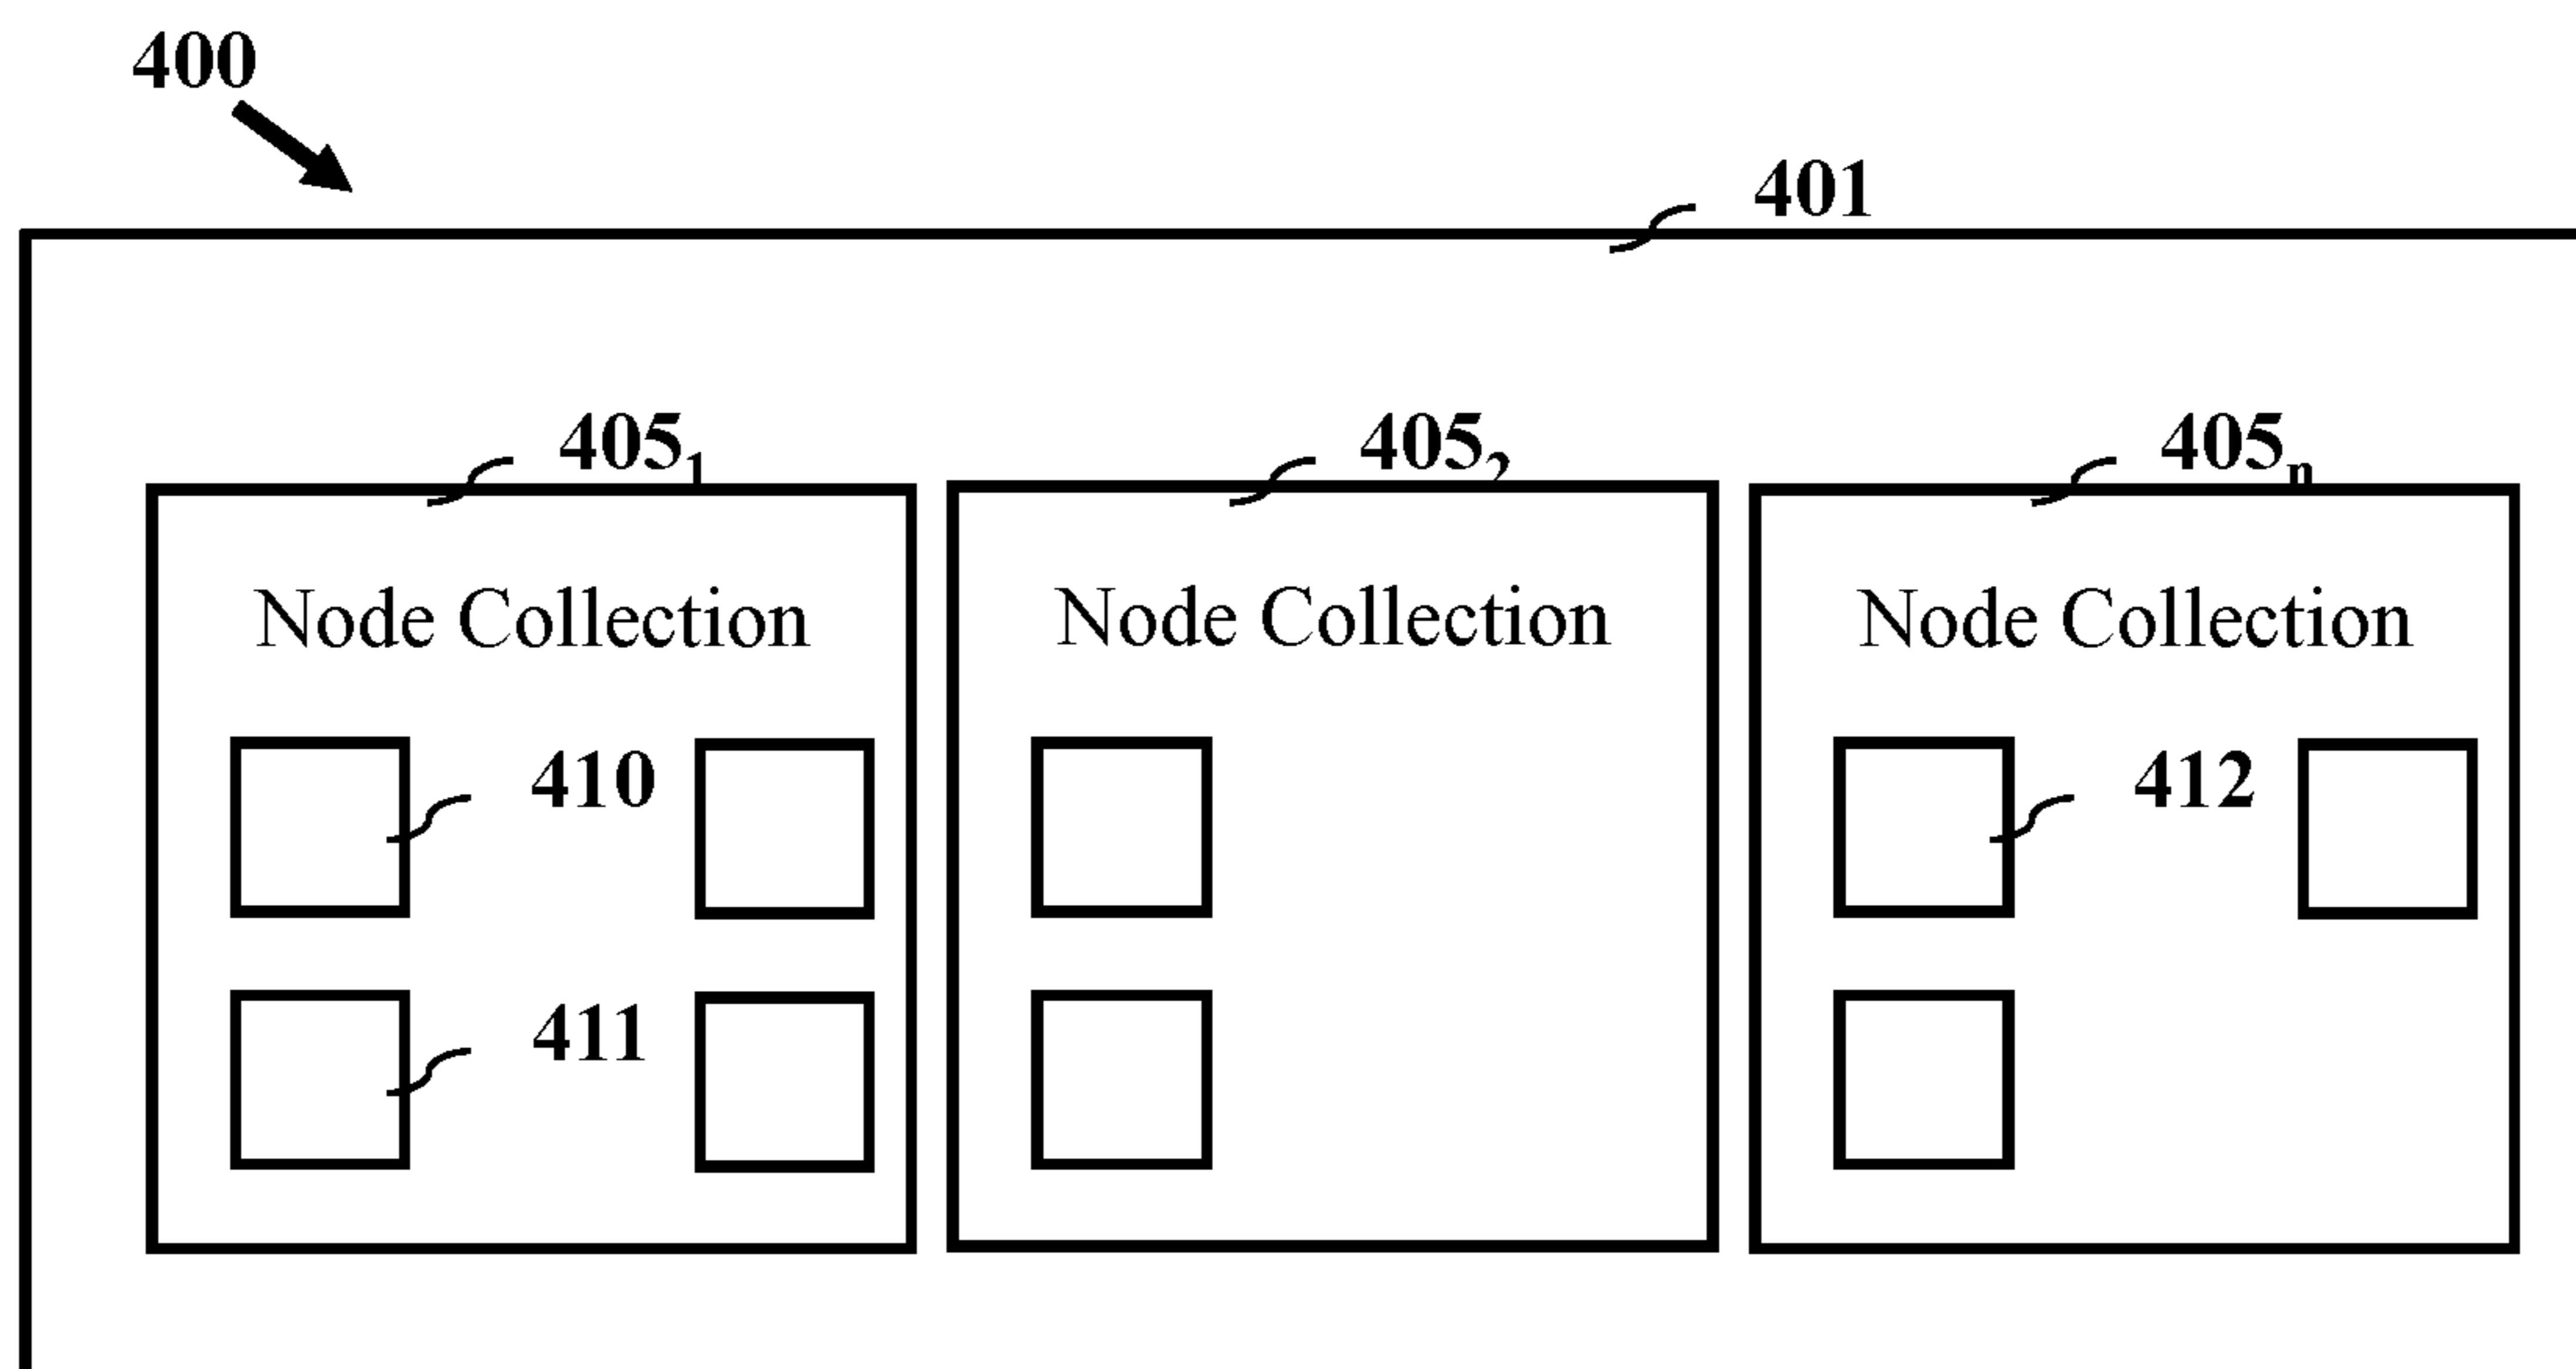 400
401
405₁ 405₂ 405ₙ
Node Collection Node Collection Node Collection
410 412
411